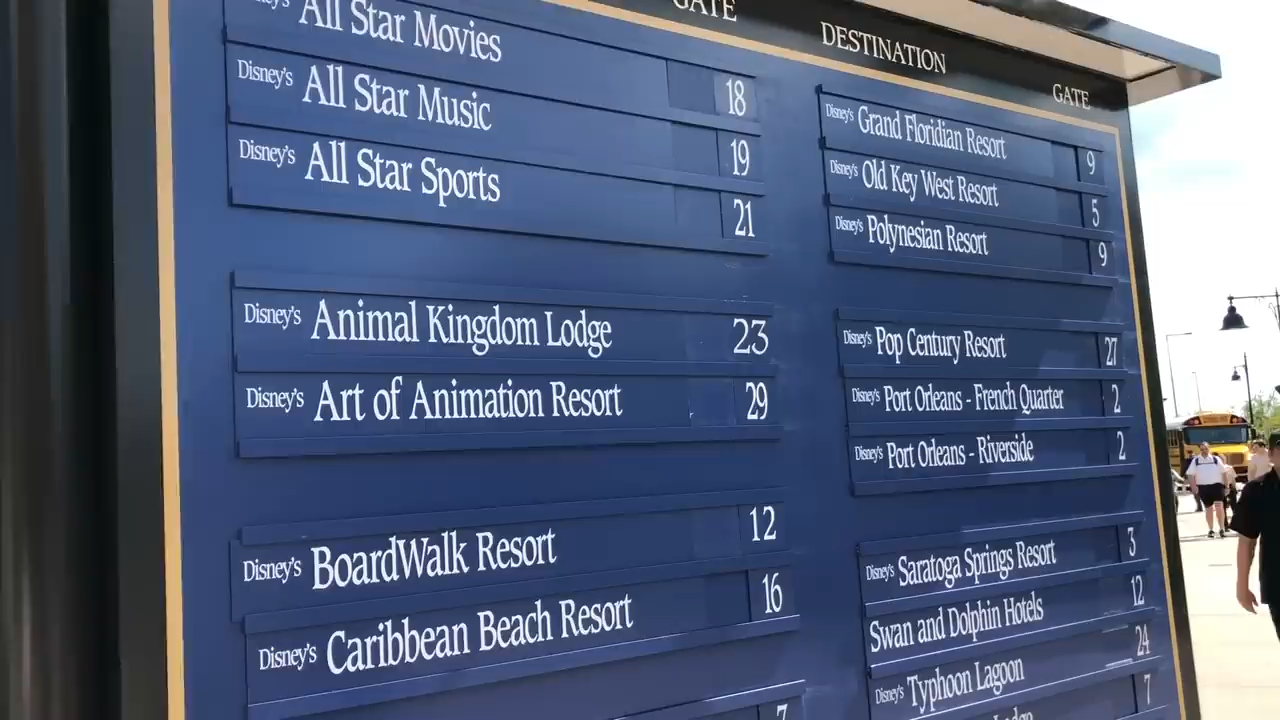 GATE
Disney's All Star Movies 18
Disney's All Star Music 19
Disney's All Star Sports 21
Disney's Animal Kingdom Lodge 23
Disney's Art of Animation Resort 29
Disney's BoardWalk Resort 12
Disney's Caribbean Beach Resort 16
7
DESTINATION GATE
Disney's Grand Floridian Resort 9
Disney's Old Key West Resort 5
Disney's Polynesian Resort 9
Disney's Pop Century Resort 27
Disney's Port Orleans - French Quarter 2
Disney's Port Orleans - Riverside 2
Disney's Saratoga Springs Resort 3
Swan and Dolphin Hotels 12
Disney's Typhoon Lagoon 24
Lodge 7